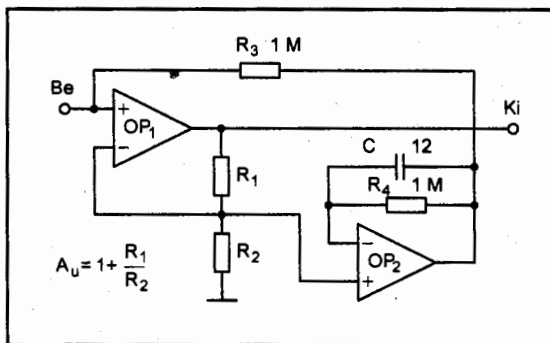 R3 1 M
Be
Ki
+
OP1
−
C 12
R1
R4 1 M
−
R2
OP2
+
Au = 1 + R1/R2